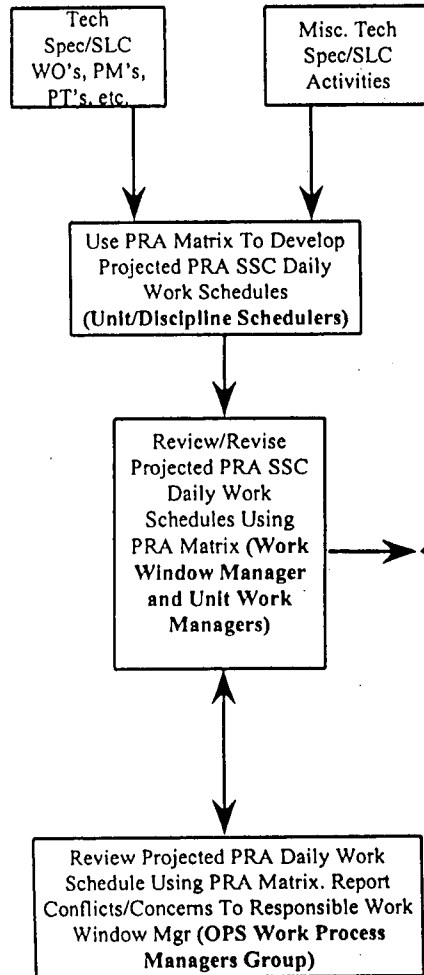 Tech
Spec/SLC
WO's, PM's,
PT's, etc.
Misc. Tech
Spec/SLC
Activities
Use PRA Matrix To Develop
Projected PRA SSC Daily
Work Schedules
(Unit/Discipline Schedulers)
Review/Revise
Projected PRA SSC
Daily Work
Schedules Using
PRA Matrix (Work
Window Manager
and Unit Work
Managers)
Review Projected PRA Daily Work
Schedule Using PRA Matrix. Report
Conflicts/Concerns To Responsible Work
Window Mgr (OPS Work Process
Managers Group)